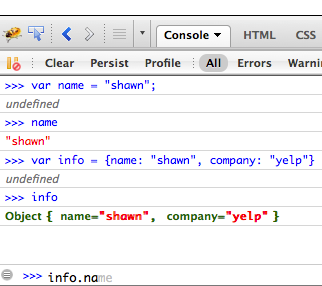 Console HTML CSS
Clear Persist Profile All Errors
>>> var name = "shawn";
undefined
>>> name
"shawn"
>>> var info = {name: "shawn", company: "yelp"}
undefined
>>> info
Object { name="shawn", company="yelp" }
>>> info.name